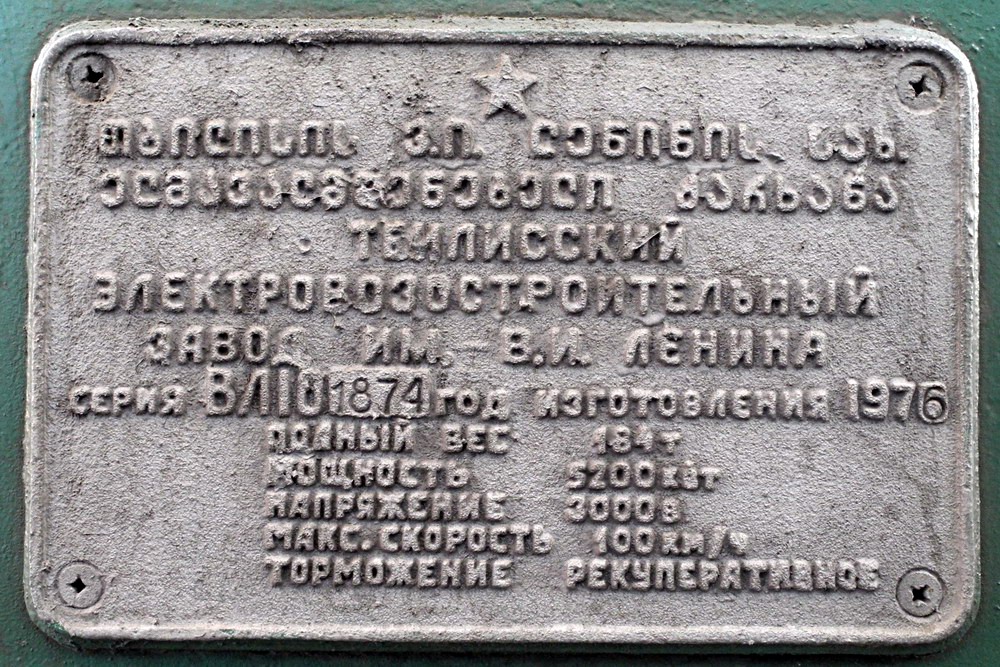 თბილისის ვ.ი. ლენინის სახ.
ელმავალმშენებელი ქარხანა
ТБИЛИССКИЙ
ЭЛЕКТРОВОЗОСТРОИТЕЛЬНЫЙ
ЗАВОД ИМ. В.И. ЛЕНИНА
СЕРИЯ ВЛ10 1874 ГОД ИЗГОТОВЛЕНИЯ 1976
ПОЛНЫЙ ВЕС 184 т
МОЩНОСТЬ 5200 кВт
НАПРЯЖЕНИЕ 3000 в
МАКС. СКОРОСТЬ 100 км/ч
ТОРМОЖЕНИЕ РЕКУПЕРАТИВНОЕ